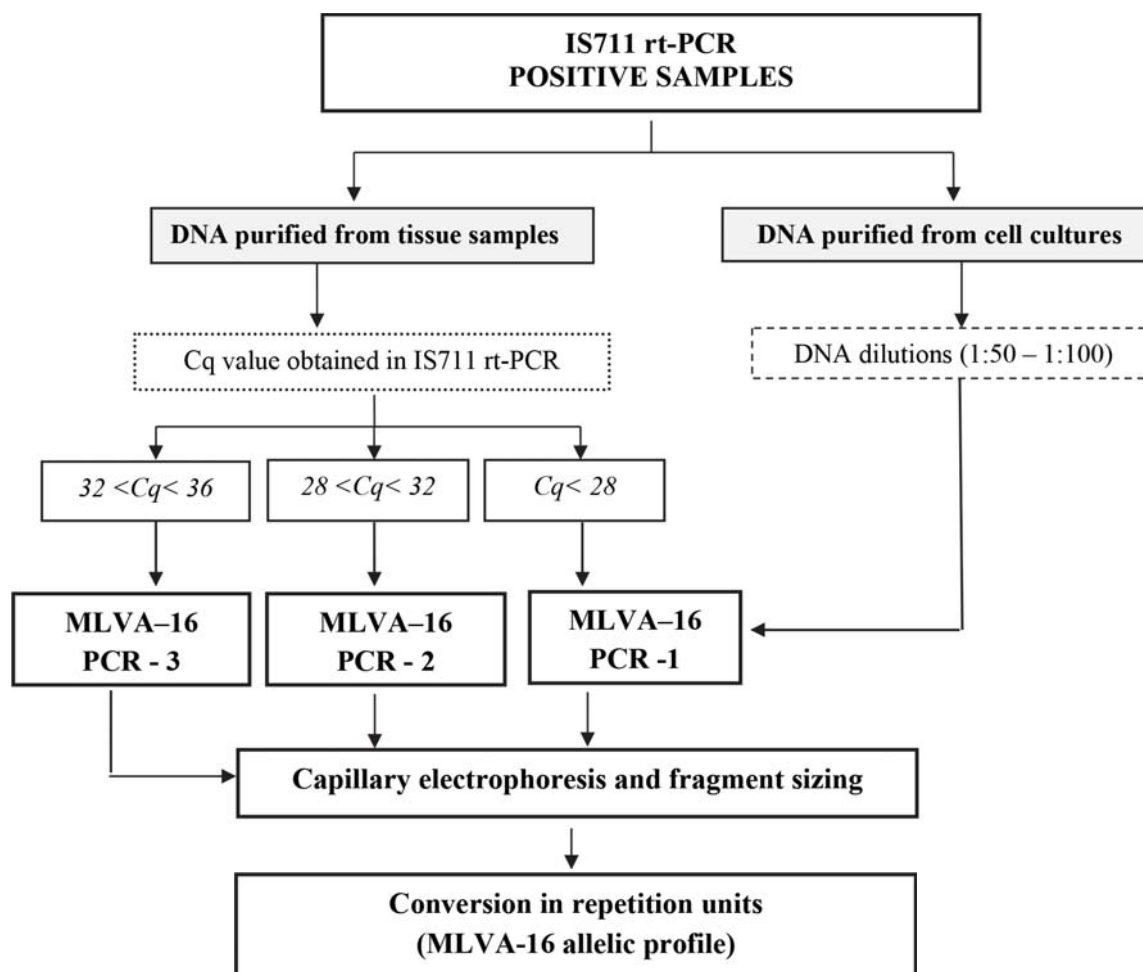 IS711 rt-PCR
POSITIVE SAMPLES
DNA purified from tissue samples
DNA purified from cell cultures
Cq value obtained in IS711 rt-PCR
DNA dilutions (1:50 – 1:100)
32 <Cq< 36
28 <Cq< 32
Cq< 28
MLVA–16
PCR - 3
MLVA–16
PCR - 2
MLVA–16
PCR -1
Capillary electrophoresis and fragment sizing
Conversion in repetition units
(MLVA-16 allelic profile)